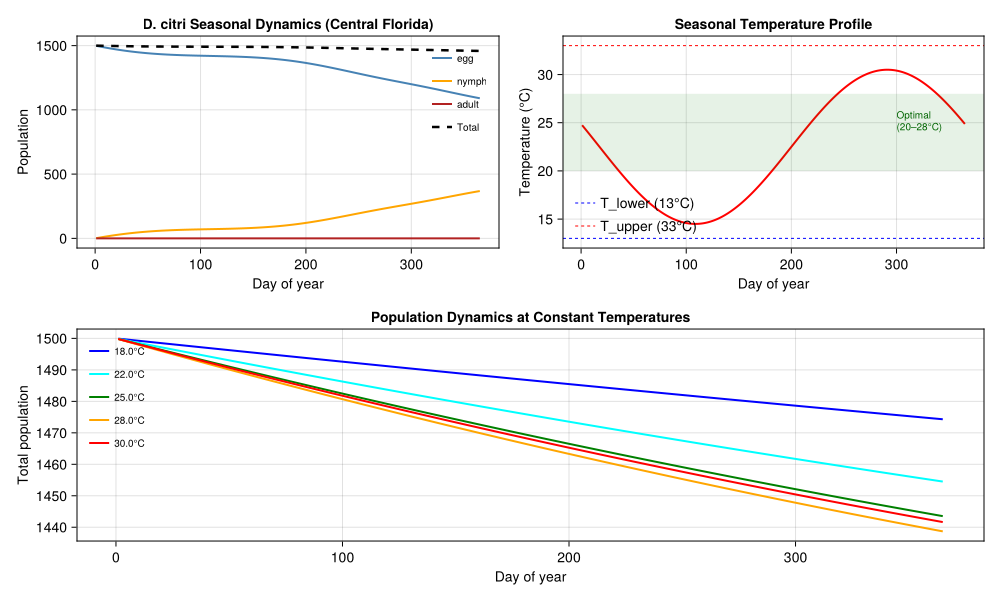 D. citri Seasonal Dynamics (Central Florida)
Population
1500
1000
500
0
egg
nymph
adult
Total
0 100 200 300
Day of year
Seasonal Temperature Profile
Temperature (°C)
30
25
20
15
Optimal
(20–28°C)
T_lower (13°C)
T_upper (33°C)
0 100 200 300
Day of year
Population Dynamics at Constant Temperatures
Total population
1500
1490
1480
1470
1460
1450
1440
18.0°C
22.0°C
25.0°C
28.0°C
30.0°C
0 100 200 300
Day of year